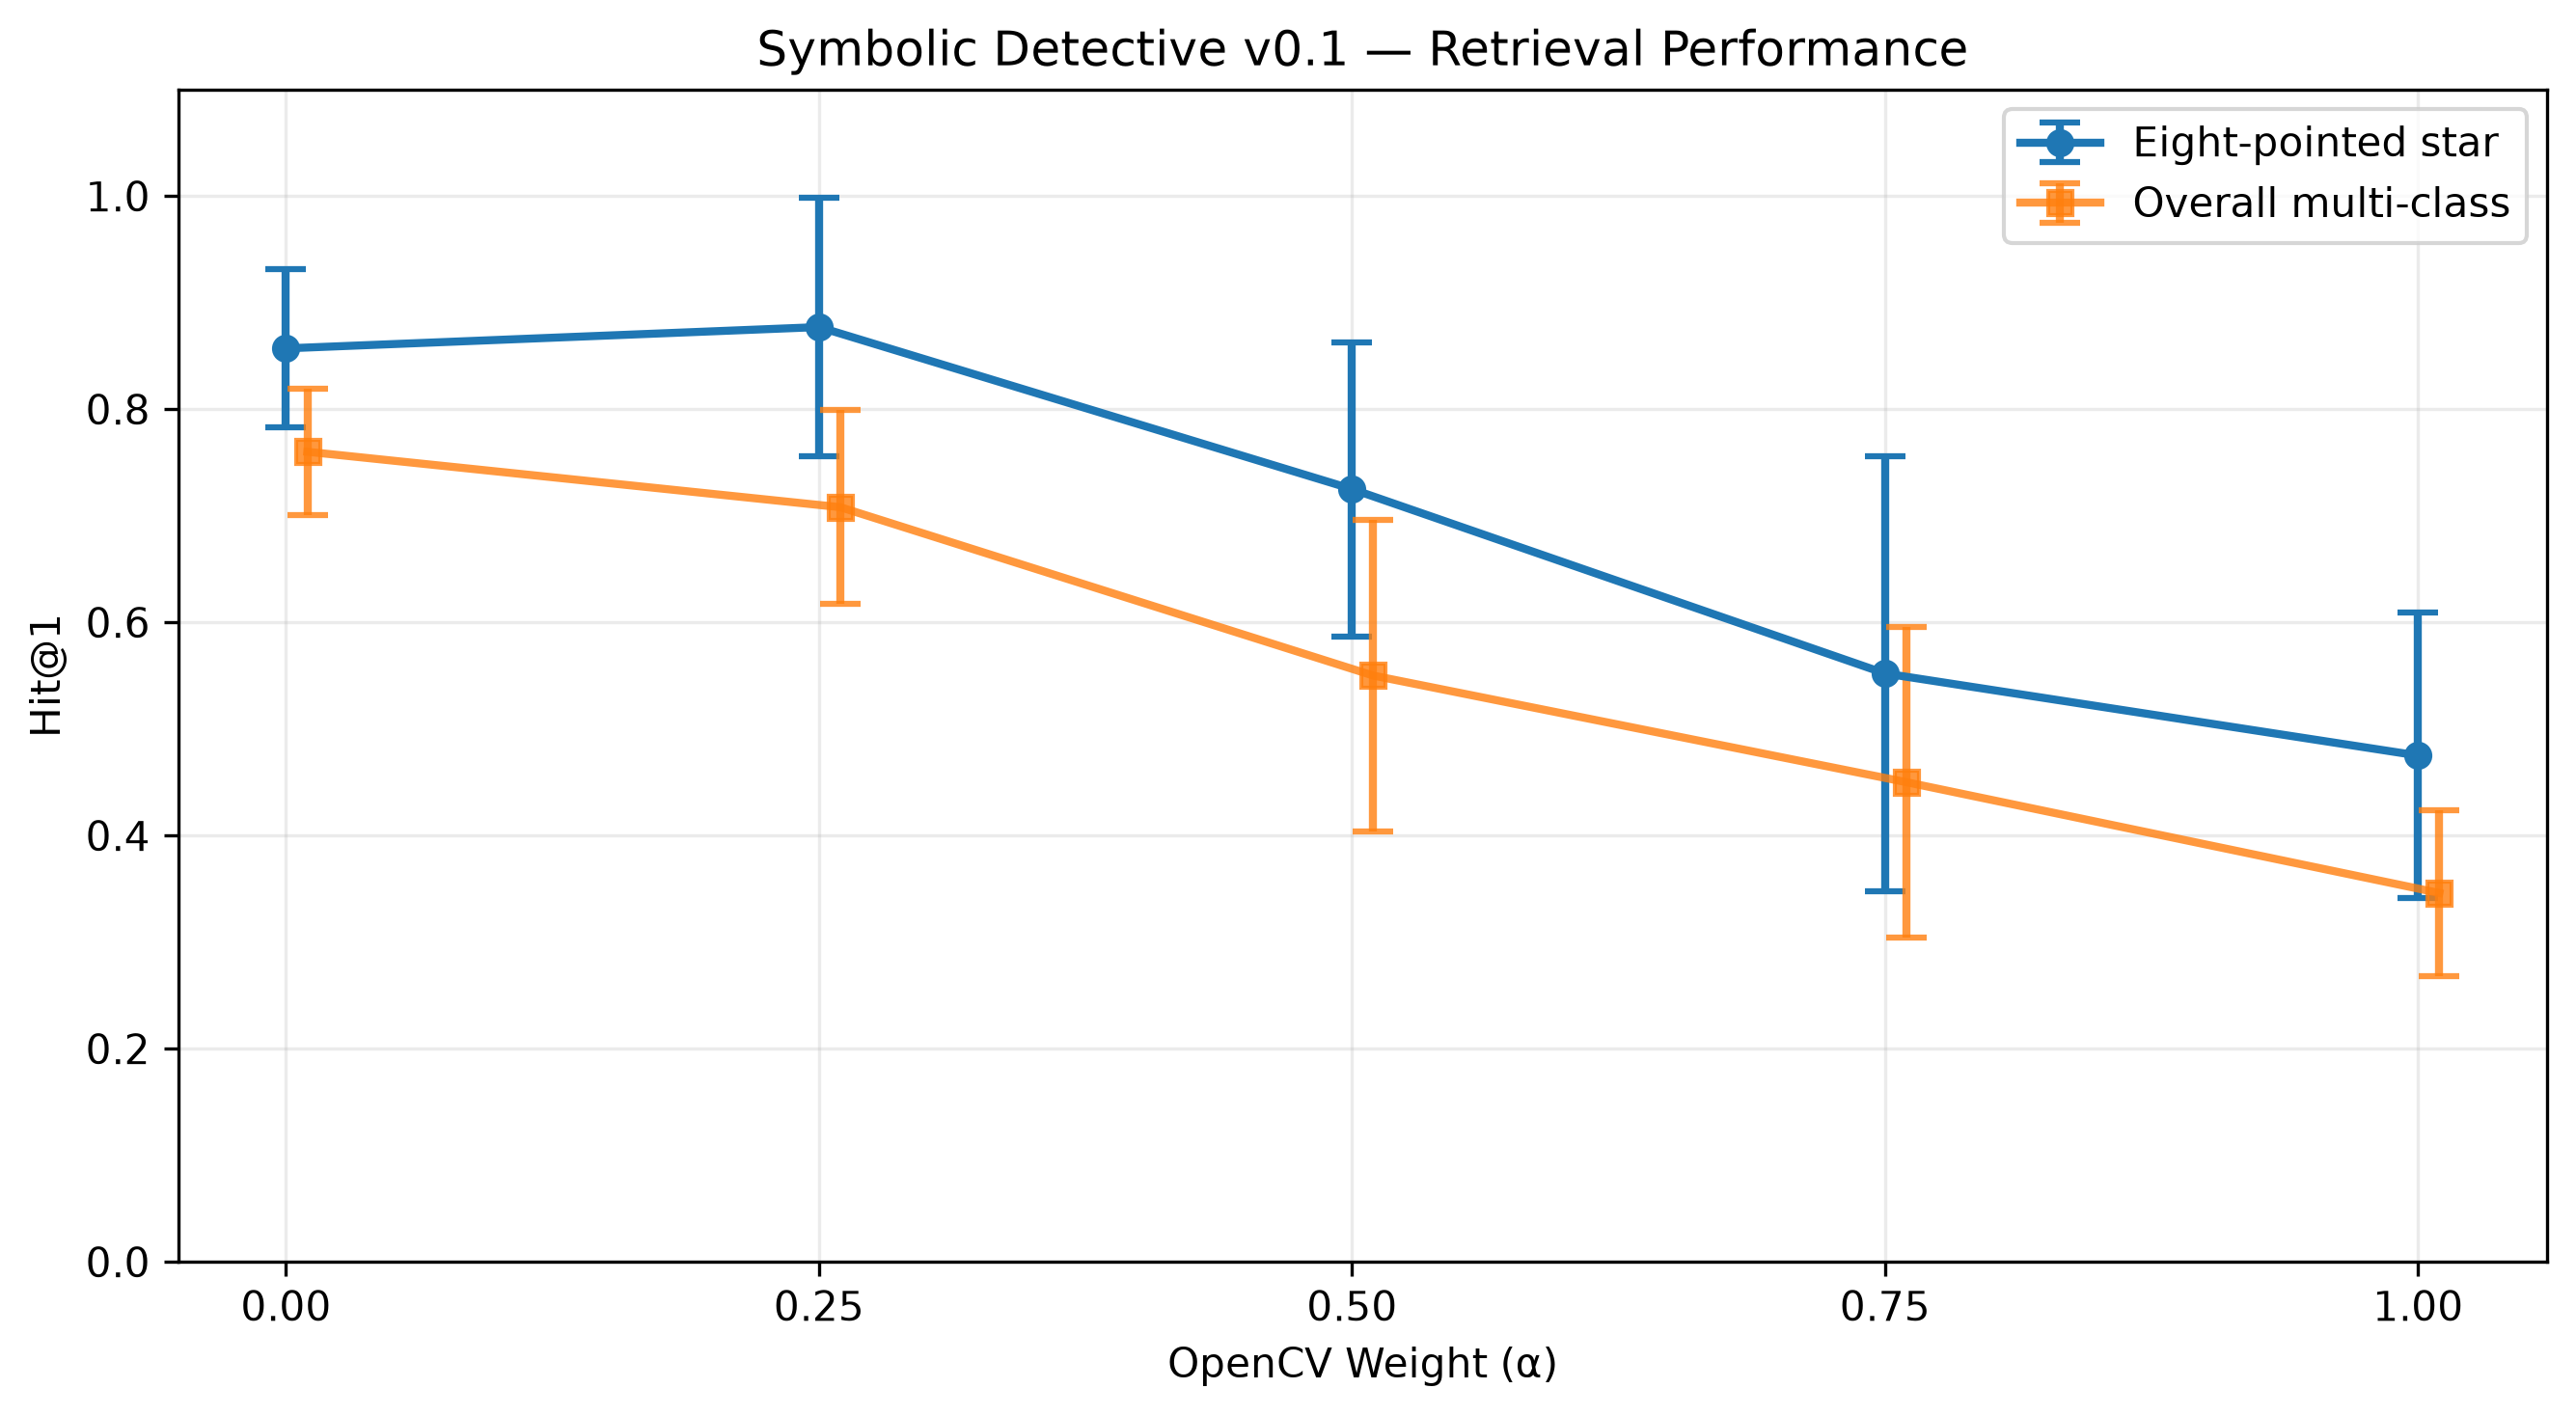 Symbolic Detective v0.1 — Retrieval Performance
Eight-pointed star
Overall multi-class
Hit@1
1.0
0.8
0.6
0.4
0.2
0.0
0.00 0.25 0.50 0.75 1.00
OpenCV Weight (α)